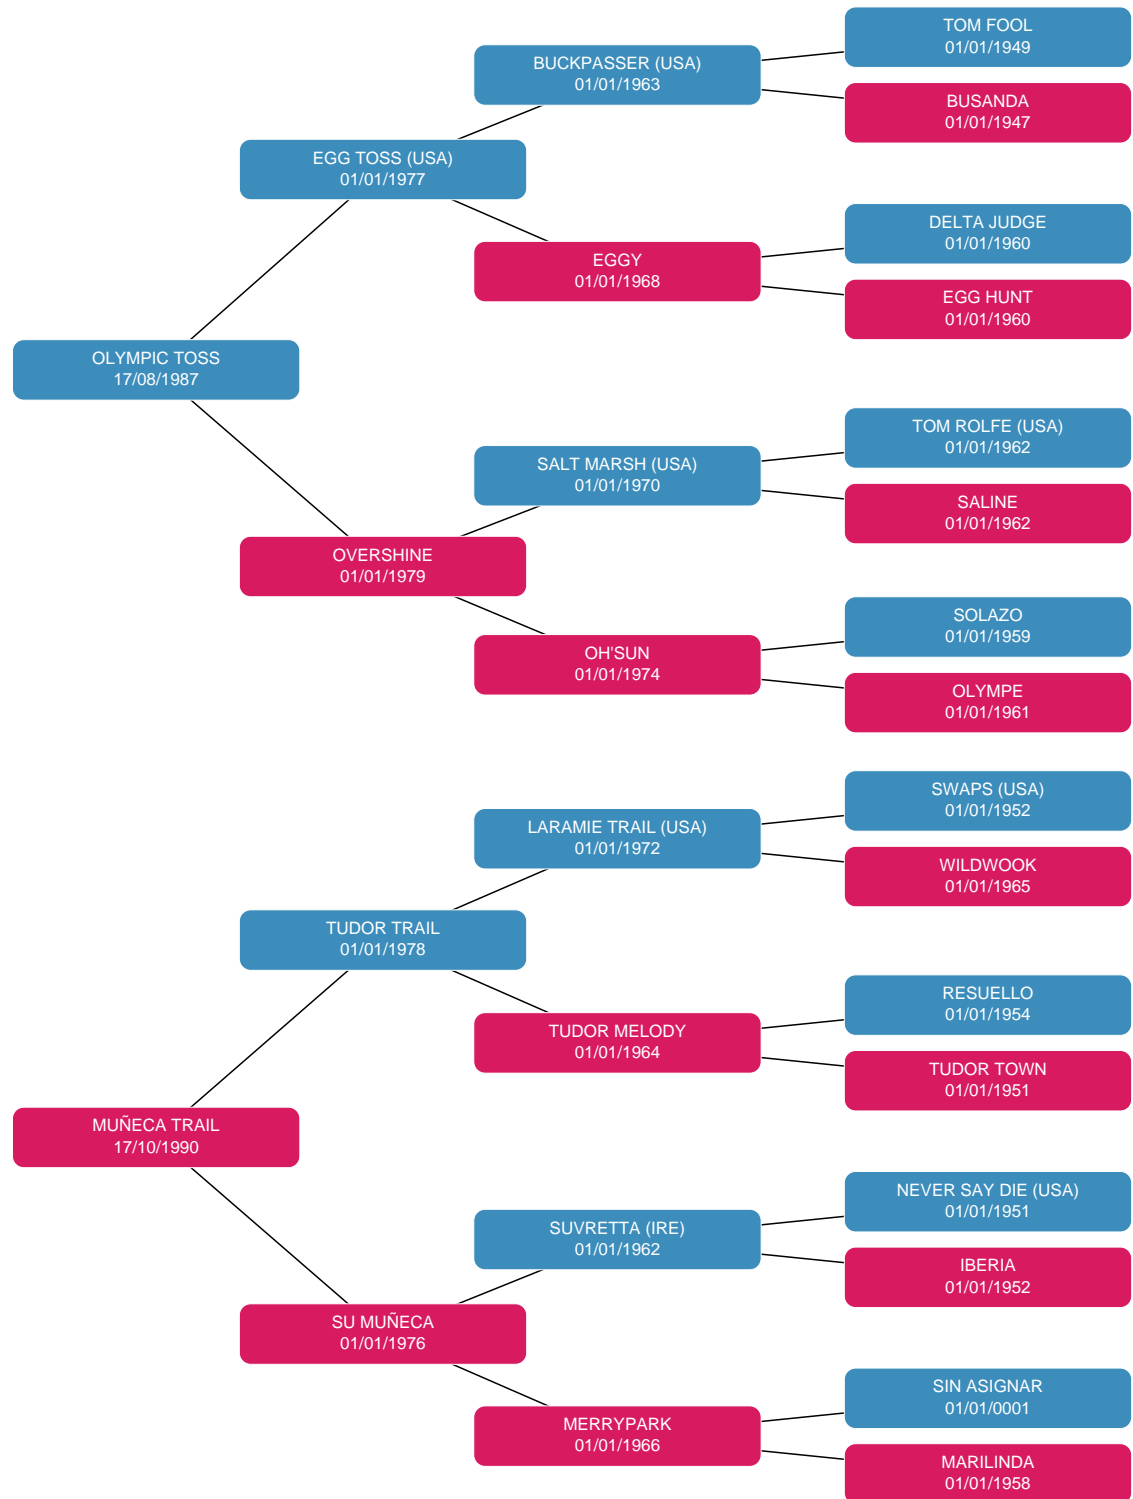 TOM FOOL
01/01/1949
BUCKPASSER (USA)
01/01/1963
BUSANDA
01/01/1947
EGG TOSS (USA)
01/01/1977
DELTA JUDGE
01/01/1960
EGGY
01/01/1968
EGG HUNT
01/01/1960
OLYMPIC TOSS
17/08/1987
TOM ROLFE (USA)
01/01/1962
SALT MARSH (USA)
01/01/1970
SALINE
01/01/1962
OVERSHINE
01/01/1979
SOLAZO
01/01/1959
OH'SUN
01/01/1974
OLYMPE
01/01/1961
SWAPS (USA)
01/01/1952
LARAMIE TRAIL (USA)
01/01/1972
WILDWOOK
01/01/1965
TUDOR TRAIL
01/01/1978
RESUELLO
01/01/1954
TUDOR MELODY
01/01/1964
TUDOR TOWN
01/01/1951
MUÑECA TRAIL
17/10/1990
NEVER SAY DIE (USA)
01/01/1951
SUVRETTA (IRE)
01/01/1962
IBERIA
01/01/1952
SU MUÑECA
01/01/1976
SIN ASIGNAR
01/01/0001
MERRYPARK
01/01/1966
MARILINDA
01/01/1958